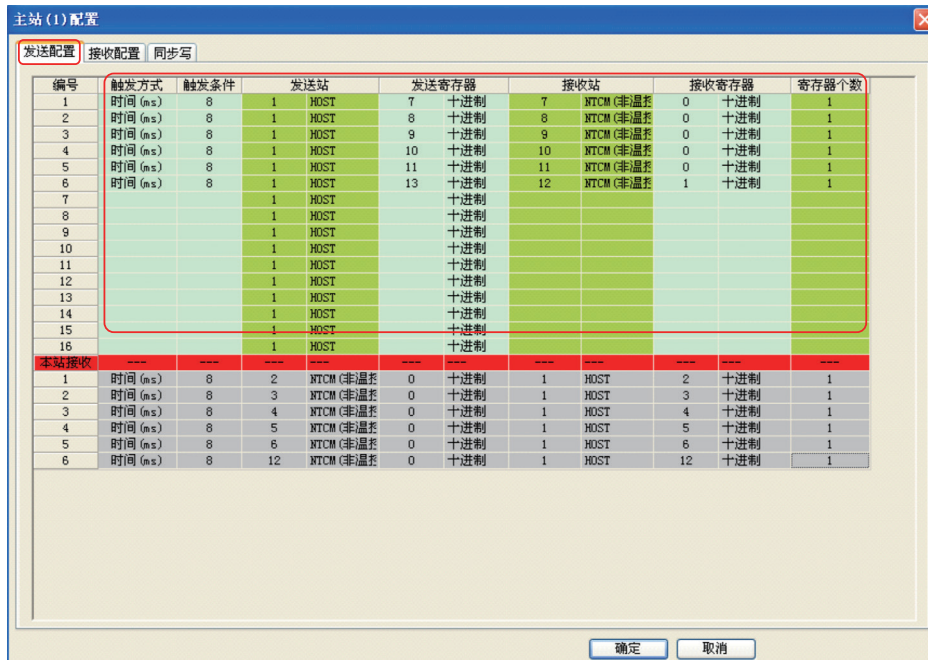 主站(1)配置
发送配置 接收配置 同步写
编号 触发方式 触发条件 发送站 发送寄存器 接收站 接收寄存器 寄存器个数
1 时间(ms) 8 1 HOST 7 十进制 7 NTCM(非温控 0 十进制 1
2 时间(ms) 8 1 HOST 8 十进制 8 NTCM(非温控 0 十进制 1
3 时间(ms) 8 1 HOST 9 十进制 9 NTCM(非温控 0 十进制 1
4 时间(ms) 8 1 HOST 10 十进制 10 NTCM(非温控 0 十进制 1
5 时间(ms) 8 1 HOST 11 十进制 11 NTCM(非温控 0 十进制 1
6 时间(ms) 8 1 HOST 13 十进制 12 NTCM(非温控 1 十进制 1
7 1 HOST 十进制
8 1 HOST 十进制
9 1 HOST 十进制
10 1 HOST 十进制
11 1 HOST 十进制
12 1 HOST 十进制
13 1 HOST 十进制
14 1 HOST 十进制
15 1 HOST 十进制
16 1 HOST 十进制
本站接收 --- --- --- --- --- --- --- --- --- --- ---
1 时间(ms) 8 2 NTCM(非温控 0 十进制 1 HOST 2 十进制 1
2 时间(ms) 8 3 NTCM(非温控 0 十进制 1 HOST 3 十进制 1
3 时间(ms) 8 4 NTCM(非温控 0 十进制 1 HOST 4 十进制 1
4 时间(ms) 8 5 NTCM(非温控 0 十进制 1 HOST 5 十进制 1
5 时间(ms) 8 6 NTCM(非温控 0 十进制 1 HOST 6 十进制 1
6 时间(ms) 8 12 NTCM(非温控 0 十进制 1 HOST 12 十进制 1
确定 取消